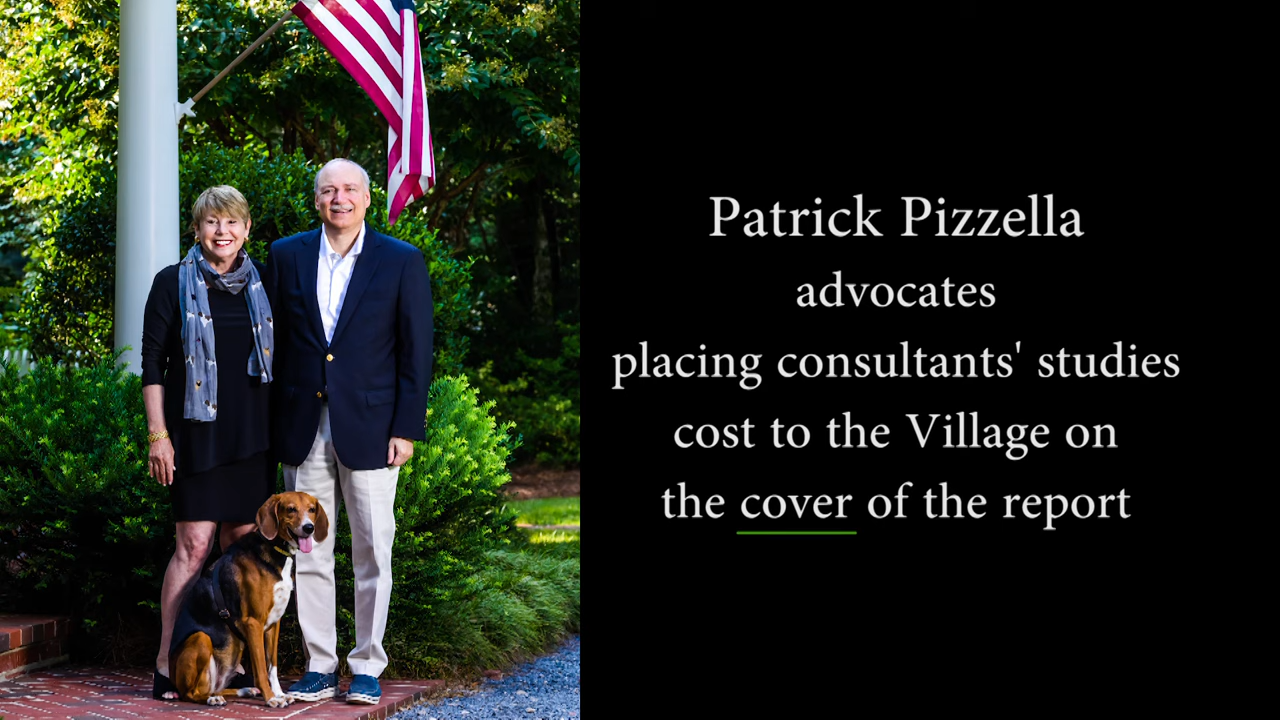 Patrick Pizzella
advocates
placing consultants' studies
cost to the Village on
the cover of the report